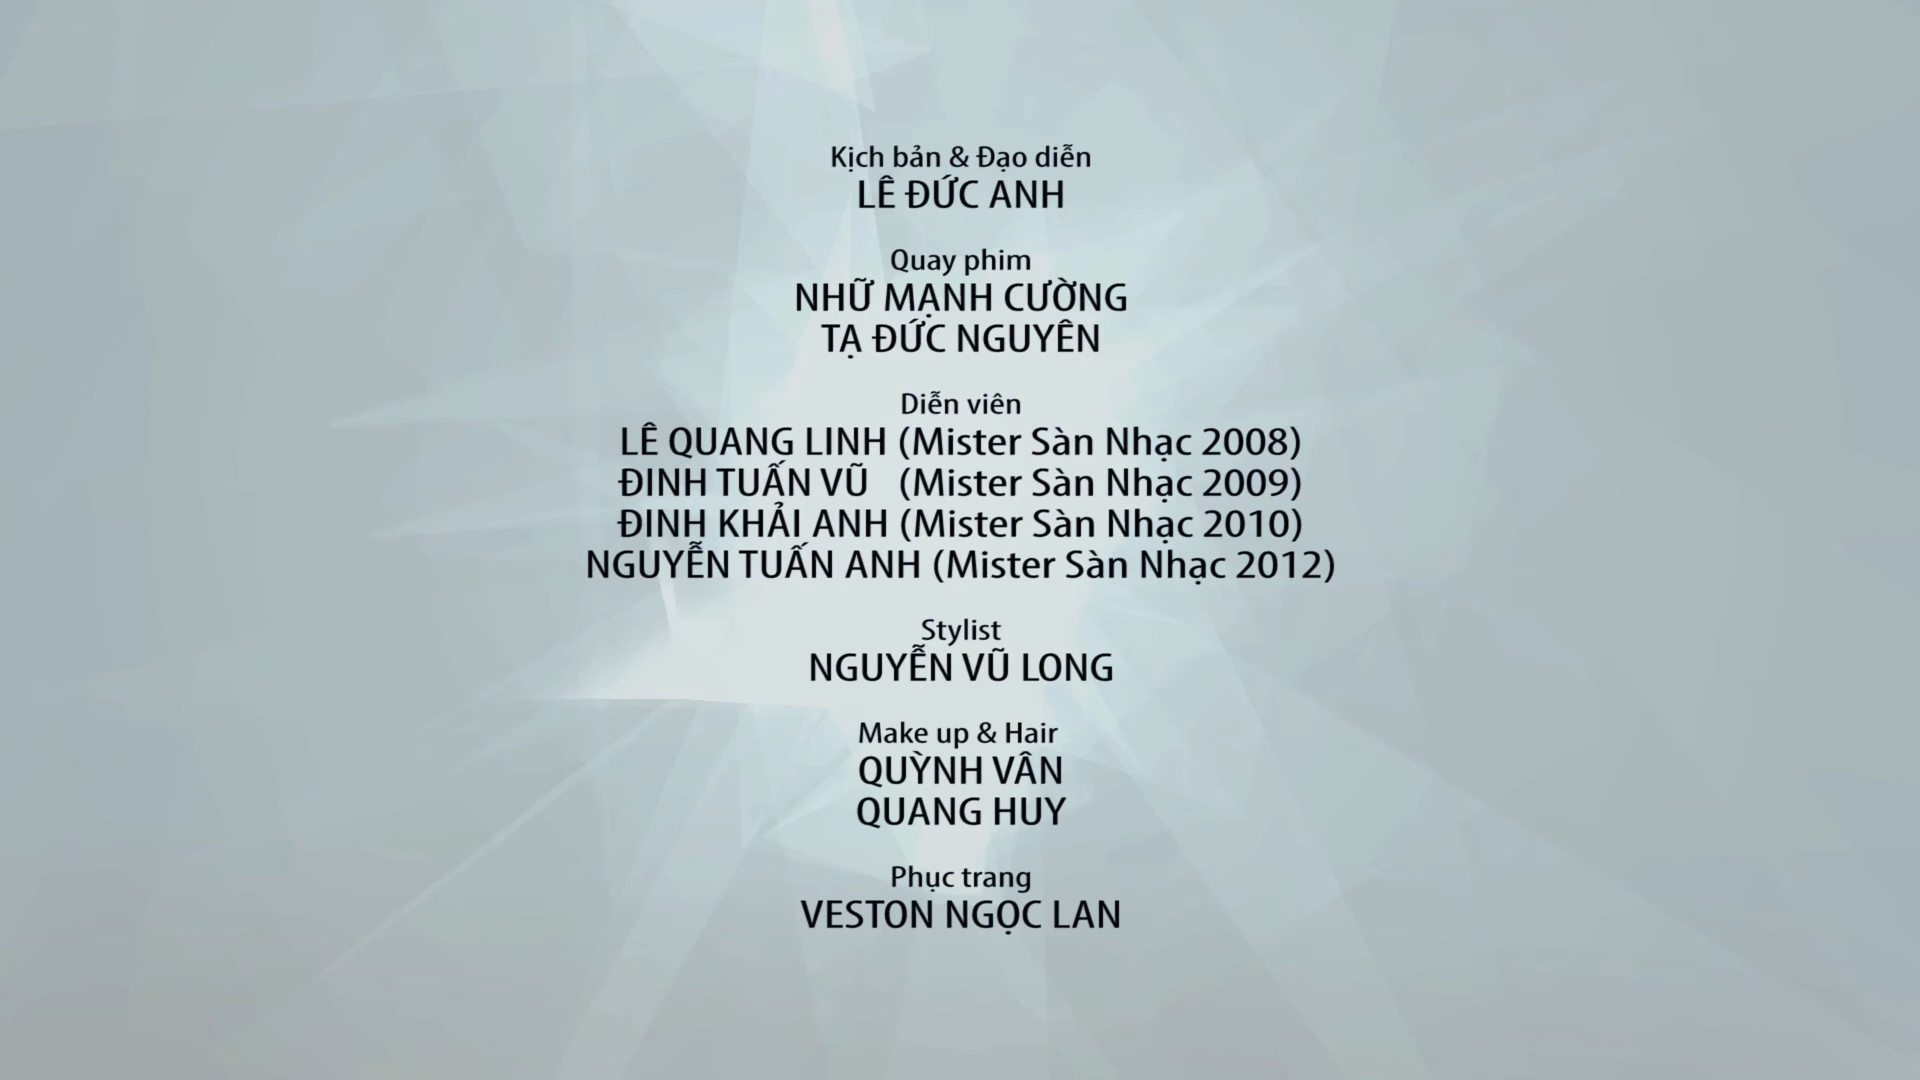 Kịch bản & Đạo diễn
LÊ ĐỨC ANH
Quay phim
NHỮ MẠNH CƯỜNG
TẠ ĐỨC NGUYÊN
Diễn viên
LÊ QUANG LINH (Mister Sàn Nhạc 2008)
ĐINH TUẤN VŨ (Mister Sàn Nhạc 2009)
ĐINH KHẢI ANH (Mister Sàn Nhạc 2010)
NGUYỄN TUẤN ANH (Mister Sàn Nhạc 2012)
Stylist
NGUYỄN VŨ LONG
Make up & Hair
QUỲNH VÂN
QUANG HUY
Phục trang
VESTON NGỌC LAN